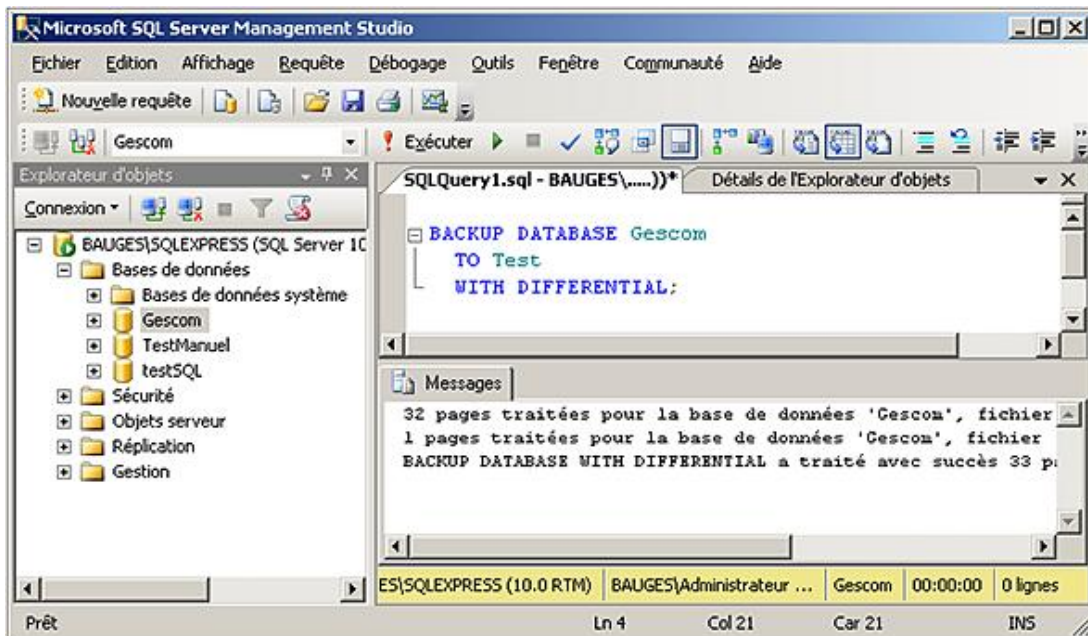 Microsoft SQL Server Management Studio
Fichier Edition Affichage Requête Débogage Outils Fenêtre Communauté Aide
Nouvelle requête
Gescom
Exécuter
Explorateur d'objets
Connexion
BAUGES\SQLEXPRESS (SQL Server 10
Bases de données
Bases de données système
Gescom
TestManuel
testSQL
Sécurité
Objets serveur
Réplication
Gestion
SQLQuery1.sql - BAUGES\.....))* Détails de l'Explorateur d'objets
BACKUP DATABASE Gescom
TO Test
WITH DIFFERENTIAL;
Messages
32 pages traitées pour la base de données 'Gescom', fichier
1 pages traitées pour la base de données 'Gescom', fichier
BACKUP DATABASE WITH DIFFERENTIAL a traité avec succès 33 p
ES\SQLEXPRESS (10.0 RTM) BAUGES\Administrateur ... Gescom 00:00:00 0 lignes
Prêt Ln 4 Col 21 Car 21 INS